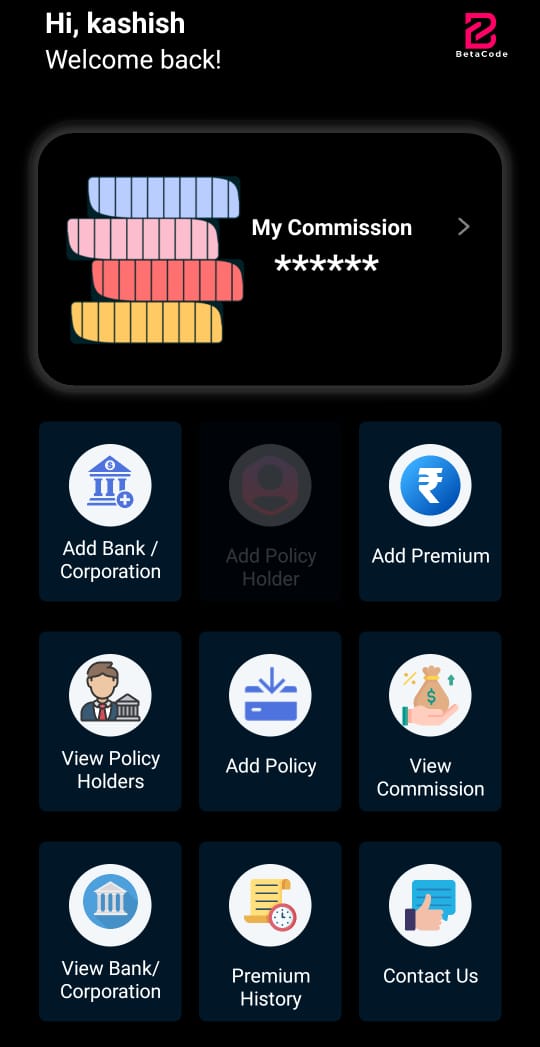 Hi, kashish
Welcome back!
BetaCode
My Commission
******
Add Bank /
Corporation
Add Policy
Holder
Add Premium
View Policy
Holders
Add Policy
View
Commission
View Bank/
Corporation
Premium
History
Contact Us